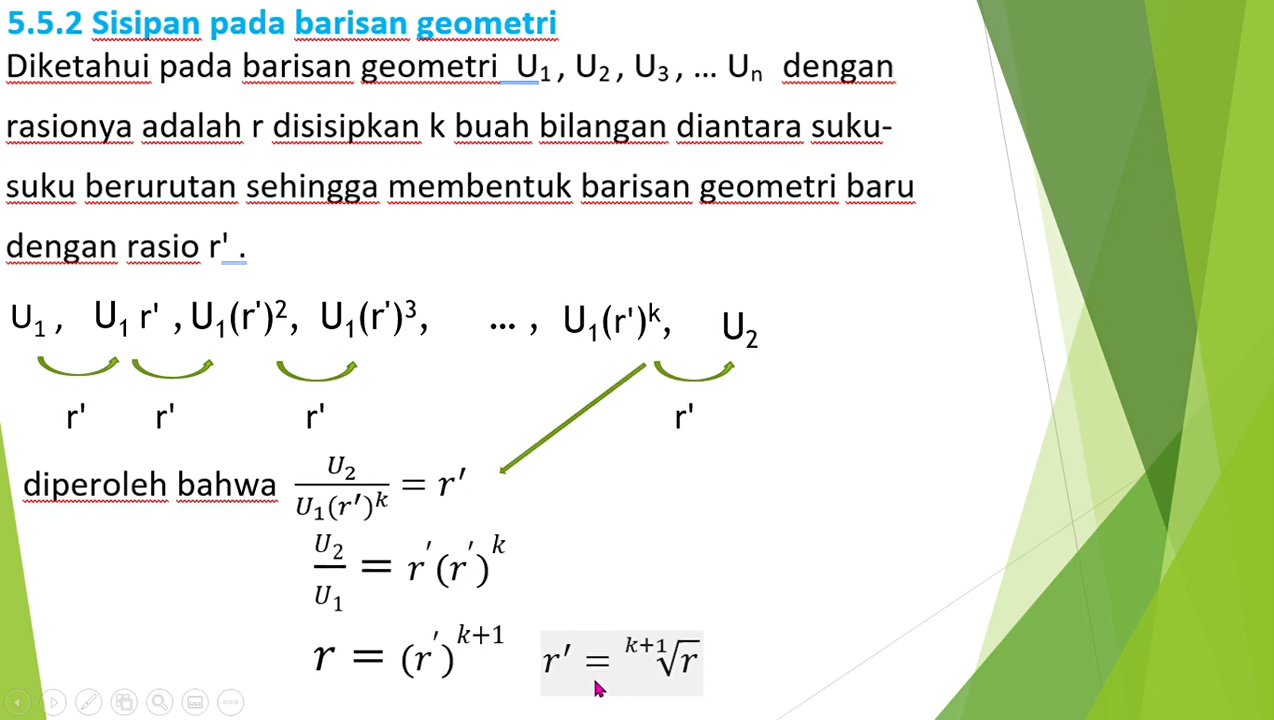 5.5.2 Sisipan pada barisan geometri
Diketahui pada barisan geometri U₁, U₂, U₃, ... Uₙ dengan
rasionya adalah r disisipkan k buah bilangan diantara suku-
suku berurutan sehingga membentuk barisan geometri baru
dengan rasio r' .
U₁ , U₁ r' , U₁(r')², U₁(r')³, ... , U₁(r')ᵏ, U₂
r' r' r' r'
diperoleh bahwa U₂/U₁(r′)ᵏ = r′
U₂/U₁ = r′(r′)ᵏ
r = (r′)ᵏ⁺¹ r′ = ᵏ⁺¹√r